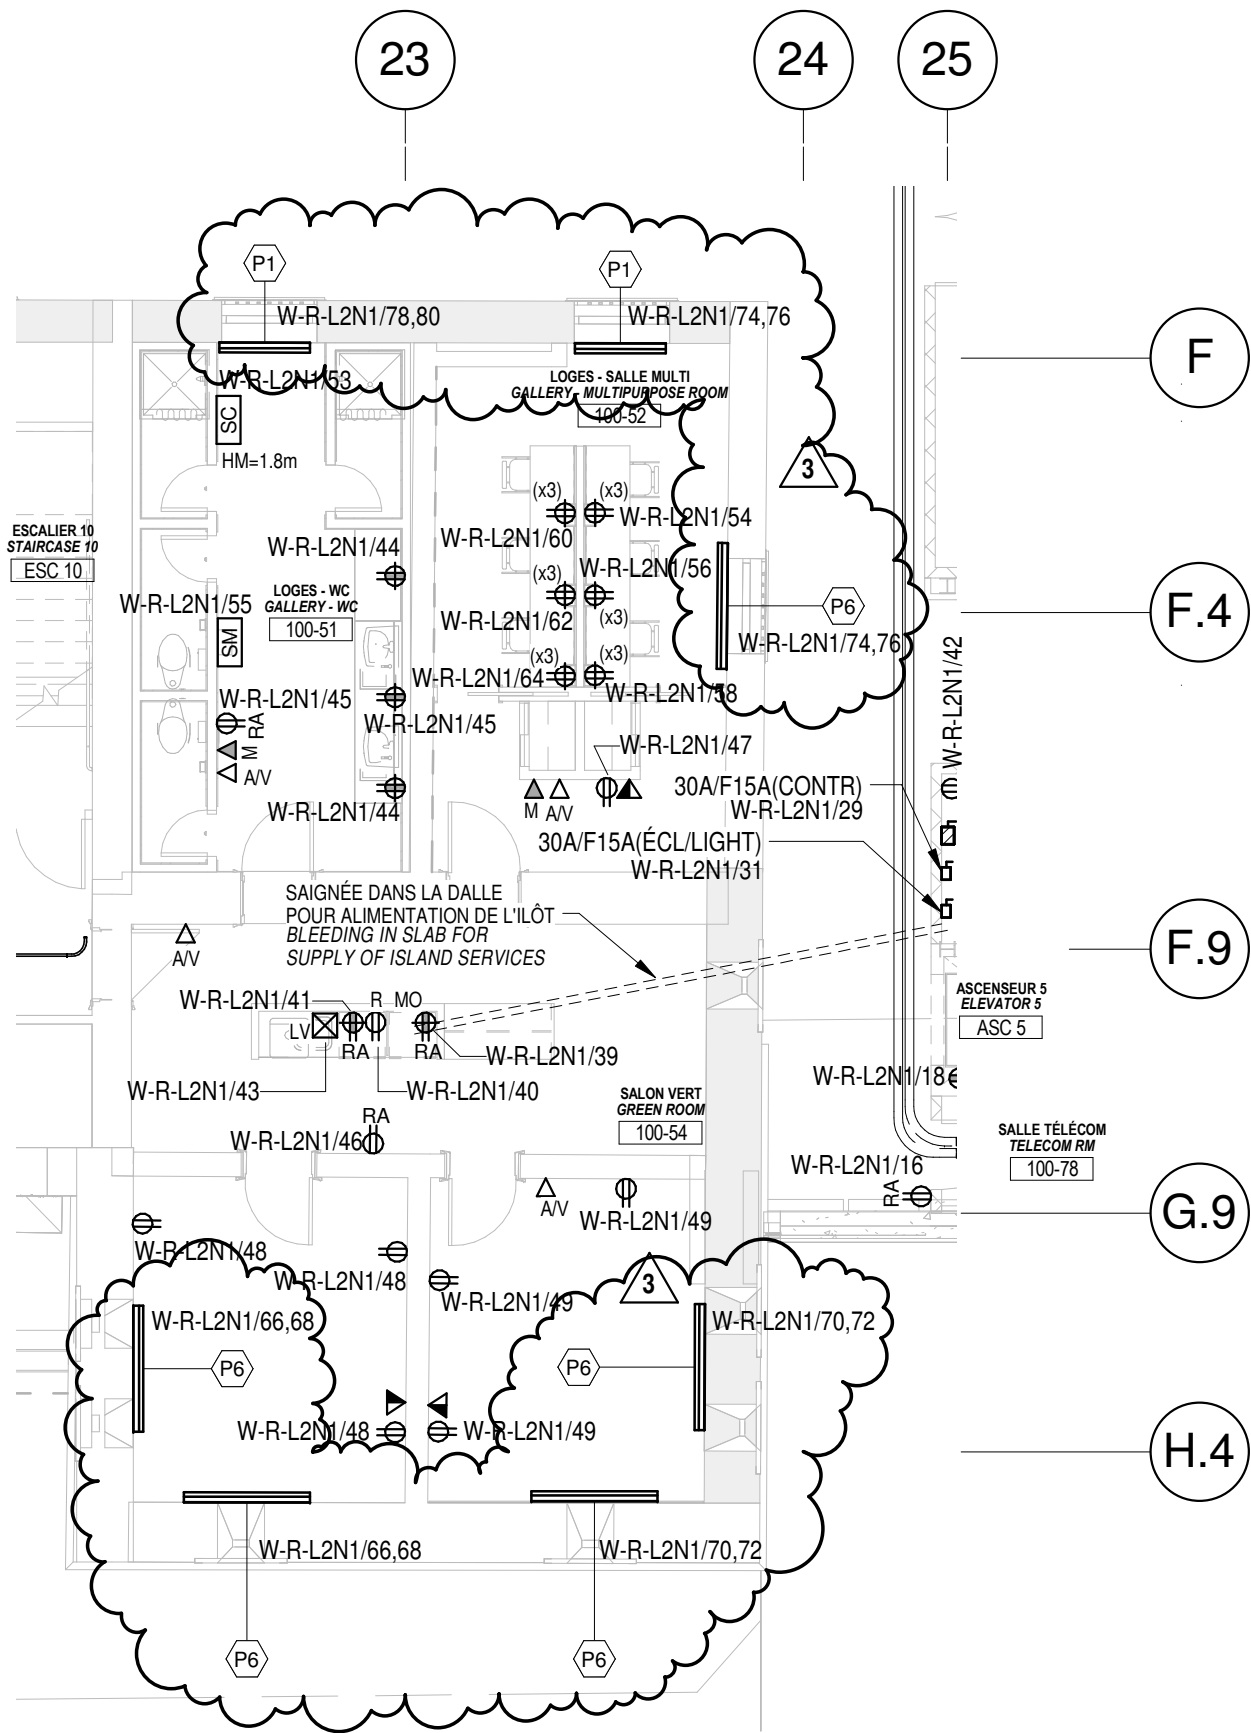 23
24
25
P1
P1
W-R-L2N1/78,80
W-R-L2N1/74,76
F
W-R-L2N1/53
LOGES - SALLE MULTI
GALLERY - MULTIPURPOSE ROOM
100-52
SC
HM=1.8m
3
(x3)
(x3)
W-R-L2N1/54
W-R-L2N1/60
ESCALIER 10
STAIRCASE 10
ESC 10
W-R-L2N1/44
(x3)
W-R-L2N1/56
LOGES - WC
GALLERY - WC
100-51
W-R-L2N1/55
P6
F.4
W-R-L2N1/62
(x3)
SM
W-R-L2N1/74,76
W-R-L2N1/42
(x3)
(x3)
W-R-L2N1/64
W-R-L2N1/58
W-R-L2N1/45
RA
W-R-L2N1/45
M
A/V
W-R-L2N1/47
30A/F15A(CONTR)
W-R-L2N1/29
M
A/V
W-R-L2N1/44
30A/F15A(ÉCL/LIGHT)
W-R-L2N1/31
SAIGNÉE DANS LA DALLE
POUR ALIMENTATION DE L'ILÔT
BLEEDING IN SLAB FOR
SUPPLY OF ISLAND SERVICES
A/V
F.9
ASCENSEUR 5
ELEVATOR 5
ASC 5
W-R-L2N1/41
R
MO
LV
RA
RA
W-R-L2N1/39
W-R-L2N1/43
W-R-L2N1/40
W-R-L2N1/18
SALON VERT
GREEN ROOM
100-54
RA
W-R-L2N1/46
SALLE TÉLÉCOM
TELECOM RM
100-78
W-R-L2N1/16
RA
A/V
W-R-L2N1/49
G.9
W-R-L2N1/48
W-R-L2N1/48
W-R-L2N1/49
3
W-R-L2N1/66,68
W-R-L2N1/70,72
P6
P6
W-R-L2N1/48
W-R-L2N1/49
H.4
W-R-L2N1/66,68
W-R-L2N1/70,72
P6
P6